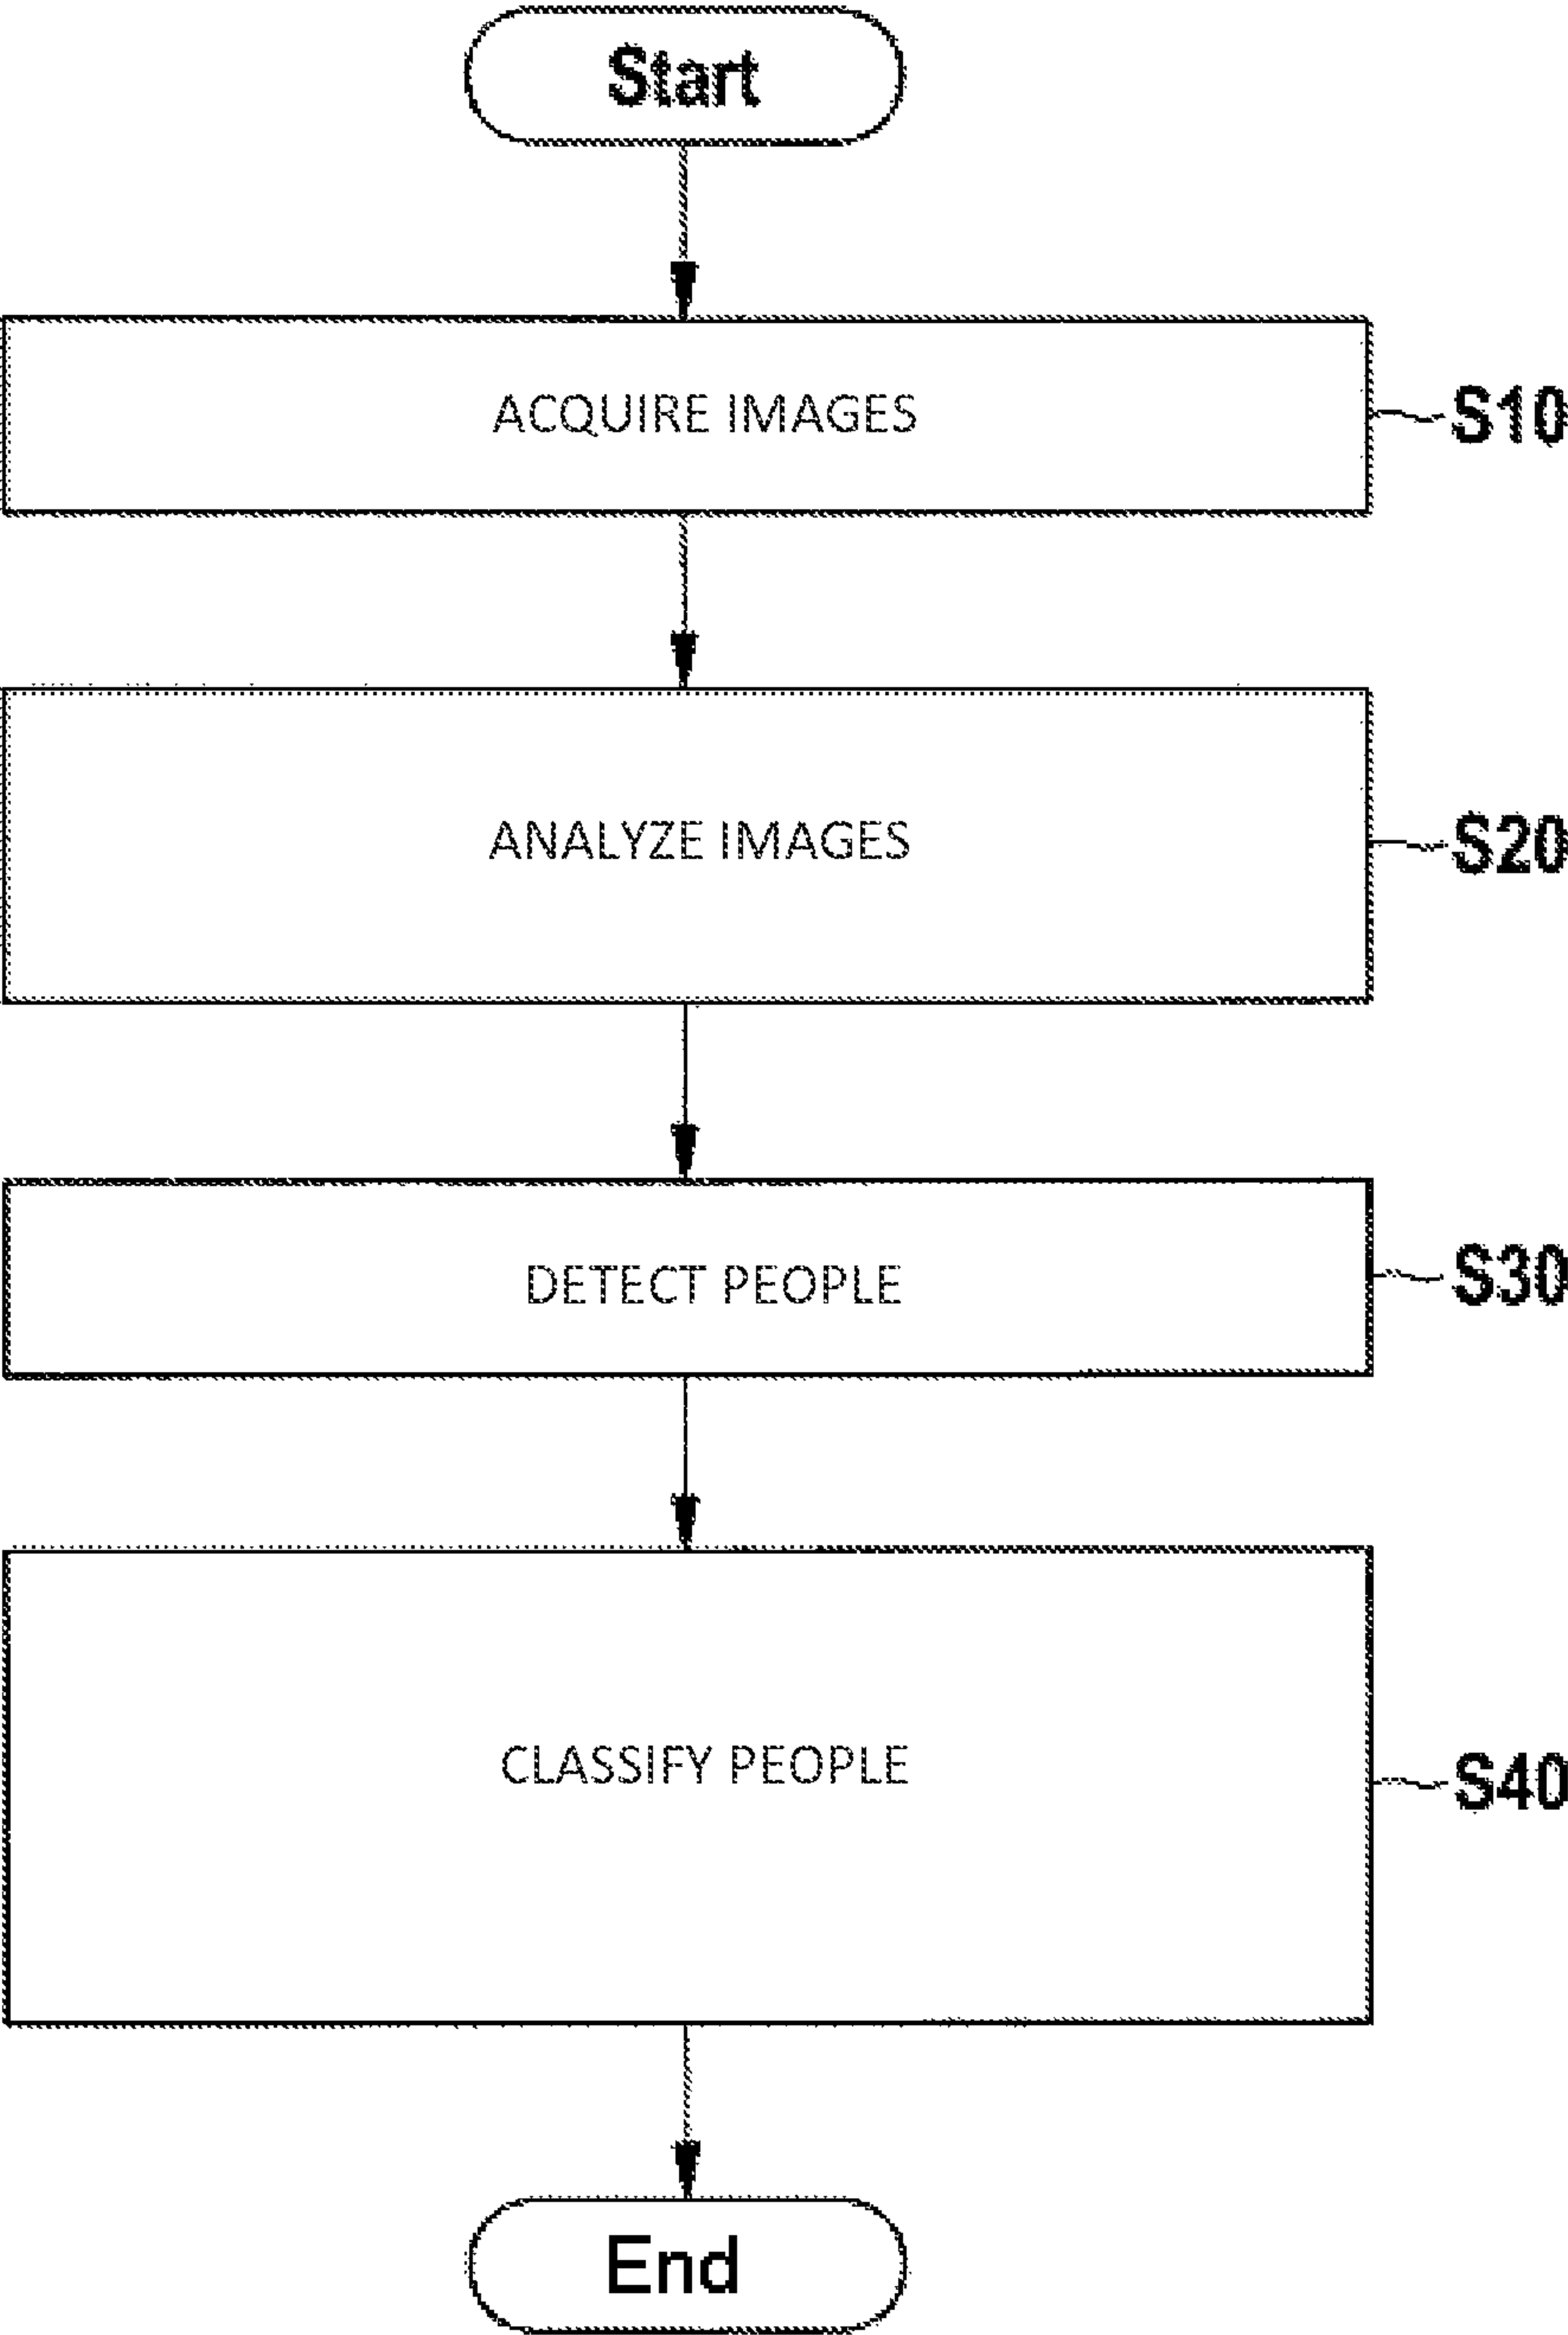 Start
ACQUIRE IMAGES
S10
ANALYZE IMAGES
S20
DETECT PEOPLE
S30
CLASSIFY PEOPLE
S40
End